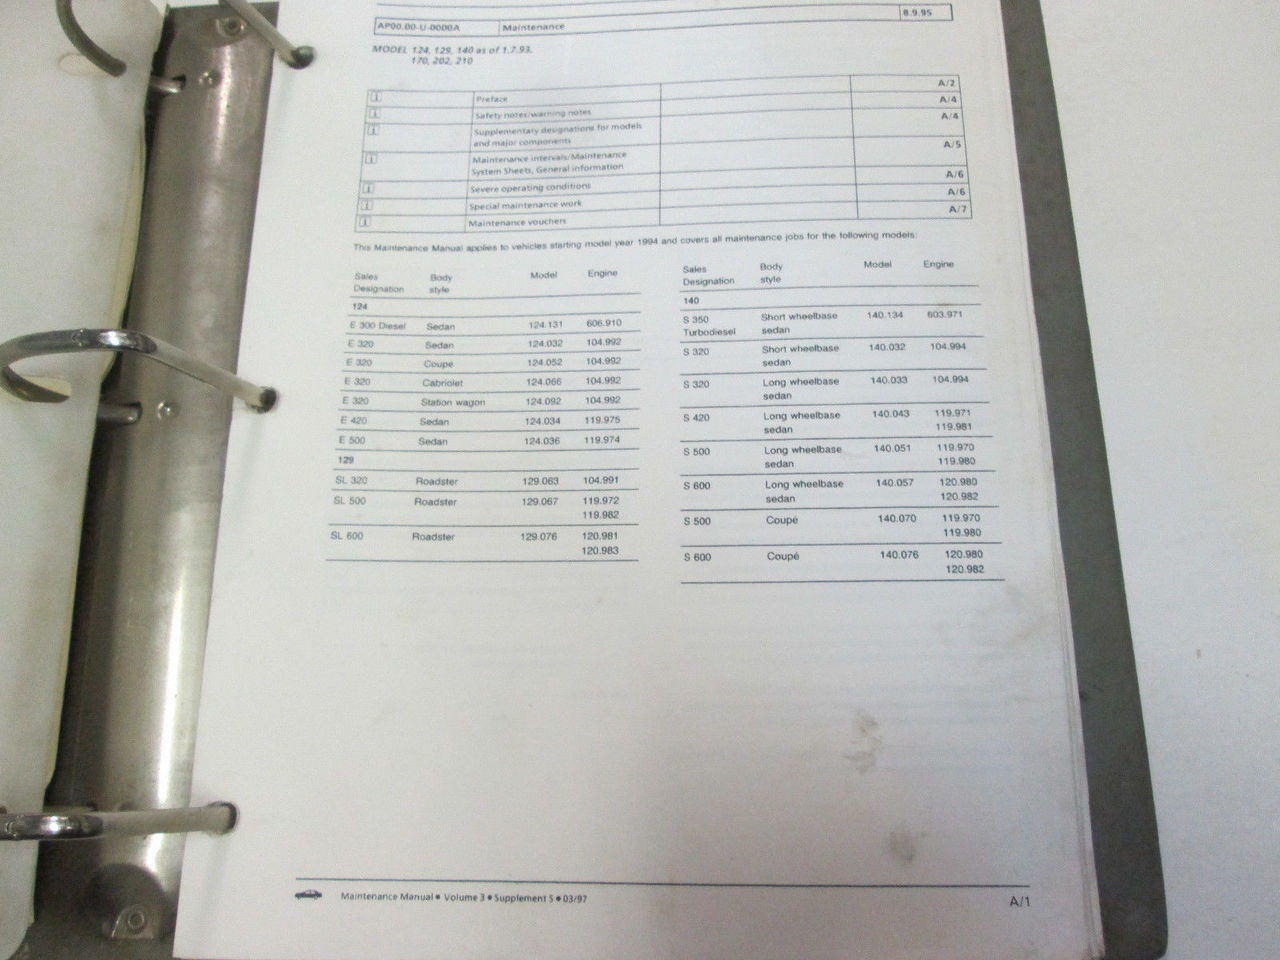 8.9.95
AP00.00-U-0000A Maintenance
MODEL 124, 129, 140 as of 1.7.93,
170, 202, 210
i Preface A/2
i Safety notes/warning notes A/4
i Supplementary designations for models A/4
and major components
i Maintenance intervals/Maintenance A/5
System Sheets, General information
i Severe operating conditions A/6
i Special maintenance work A/6
i Maintenance vouchers A/7
This Maintenance Manual applies to vehicles starting model year 1994 and covers all maintenance jobs for the following models:
Sales Body Model Engine
Designation style
124
E 300 Diesel Sedan 124.131 606.910
E 320 Sedan 124.032 104.992
E 320 Coupé 124.052 104.992
E 320 Cabriolet 124.066 104.992
E 320 Station wagon 124.092 104.992
E 420 Sedan 124.034 119.975
E 500 Sedan 124.036 119.974
129
SL 320 Roadster 129.063 104.991
SL 500 Roadster 129.067 119.972
119.982
SL 600 Roadster 129.076 120.981
120.983
Sales Body Model Engine
Designation style
140
S 350 Short wheelbase 140.134 603.971
Turbodiesel sedan
S 320 Short wheelbase 140.032 104.994
sedan
S 320 Long wheelbase 140.033 104.994
sedan
S 420 Long wheelbase 140.043 119.971
sedan 119.981
S 500 Long wheelbase 140.051 119.970
sedan 119.980
S 600 Long wheelbase 140.057 120.980
sedan 120.982
S 500 Coupé 140.070 119.970
119.980
S 600 Coupé 140.076 120.980
120.982
Maintenance Manual • Volume 3 • Supplement 5 • 03/97 A/1